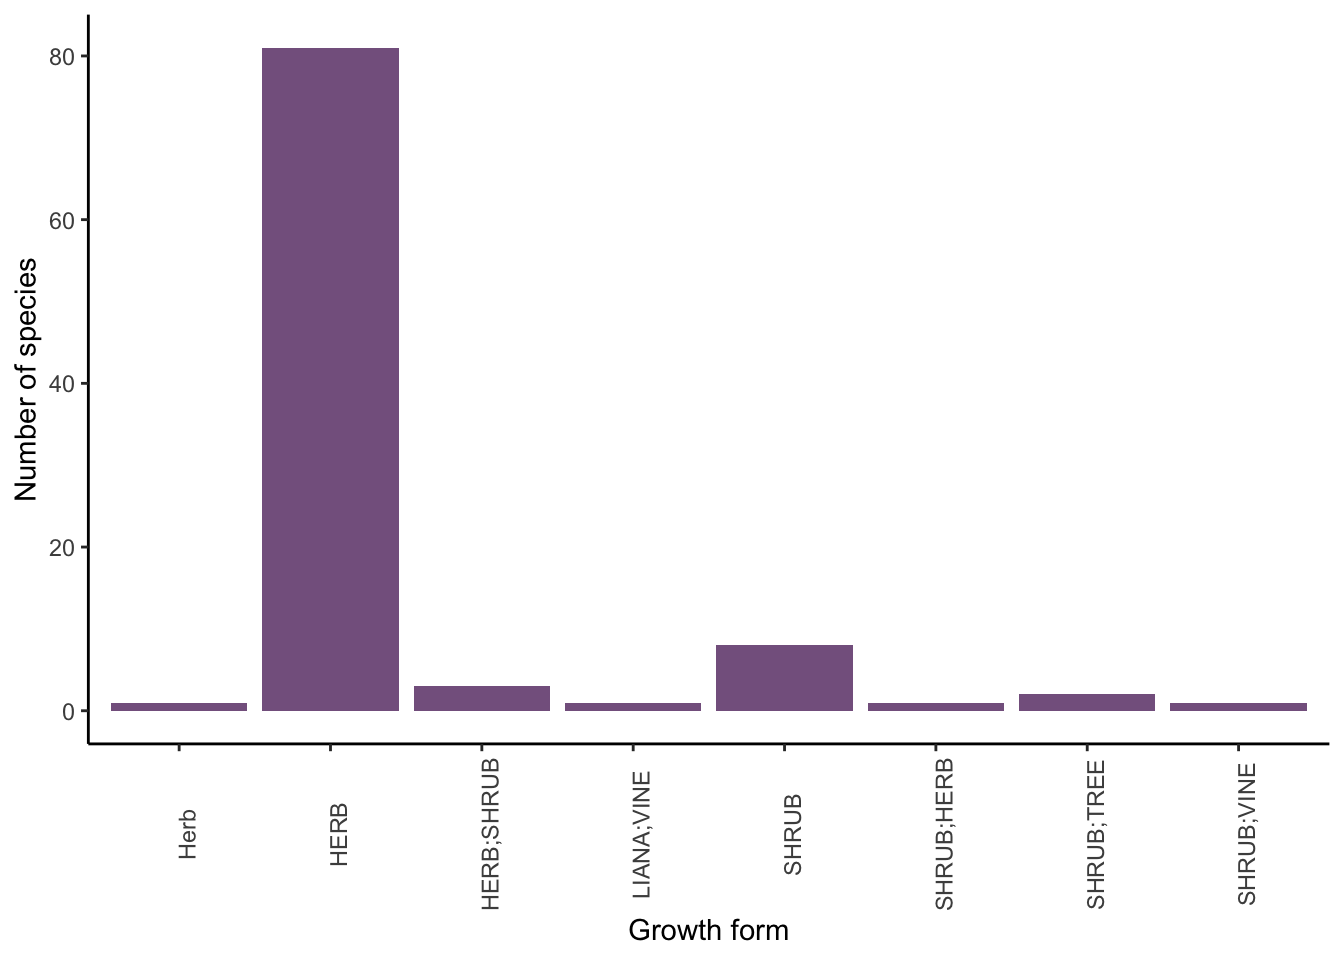 Number of species
80
60
40
20
0
Herb
HERB
HERB;SHRUB
LIANA;VINE
SHRUB
SHRUB;HERB
SHRUB;TREE
SHRUB;VINE
Growth form